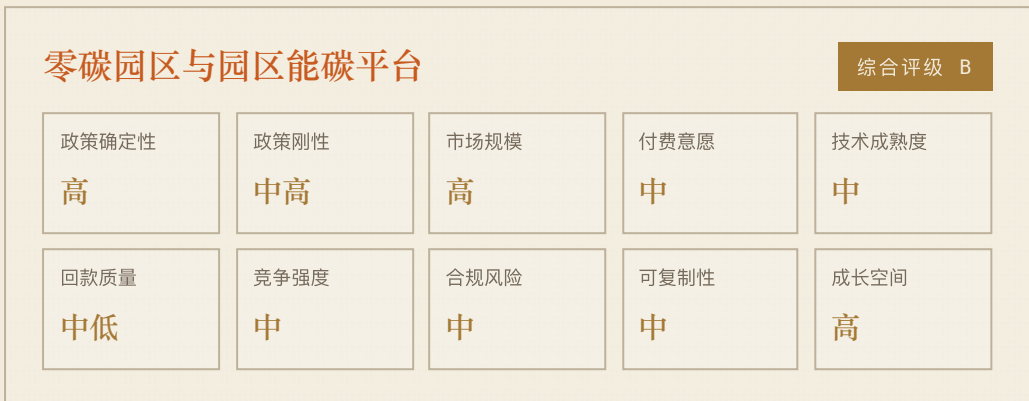 零碳园区与园区能碳平台
综合评级 B
政策确定性
高
政策刚性
中高
市场规模
高
付费意愿
中
技术成熟度
中
回款质量
中低
竞争强度
中
合规风险
中
可复制性
中
成长空间
高